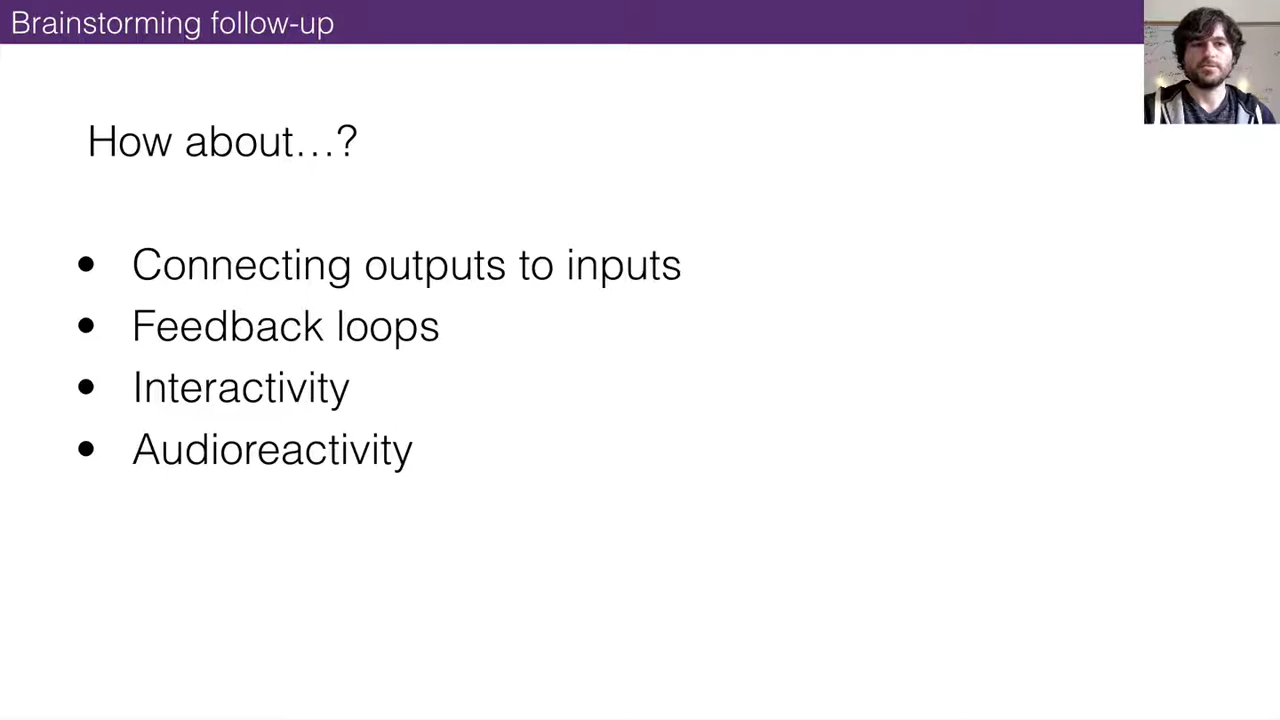 Brainstorming follow-up
How about…?
• Connecting outputs to inputs
• Feedback loops
• Interactivity
• Audioreactivity